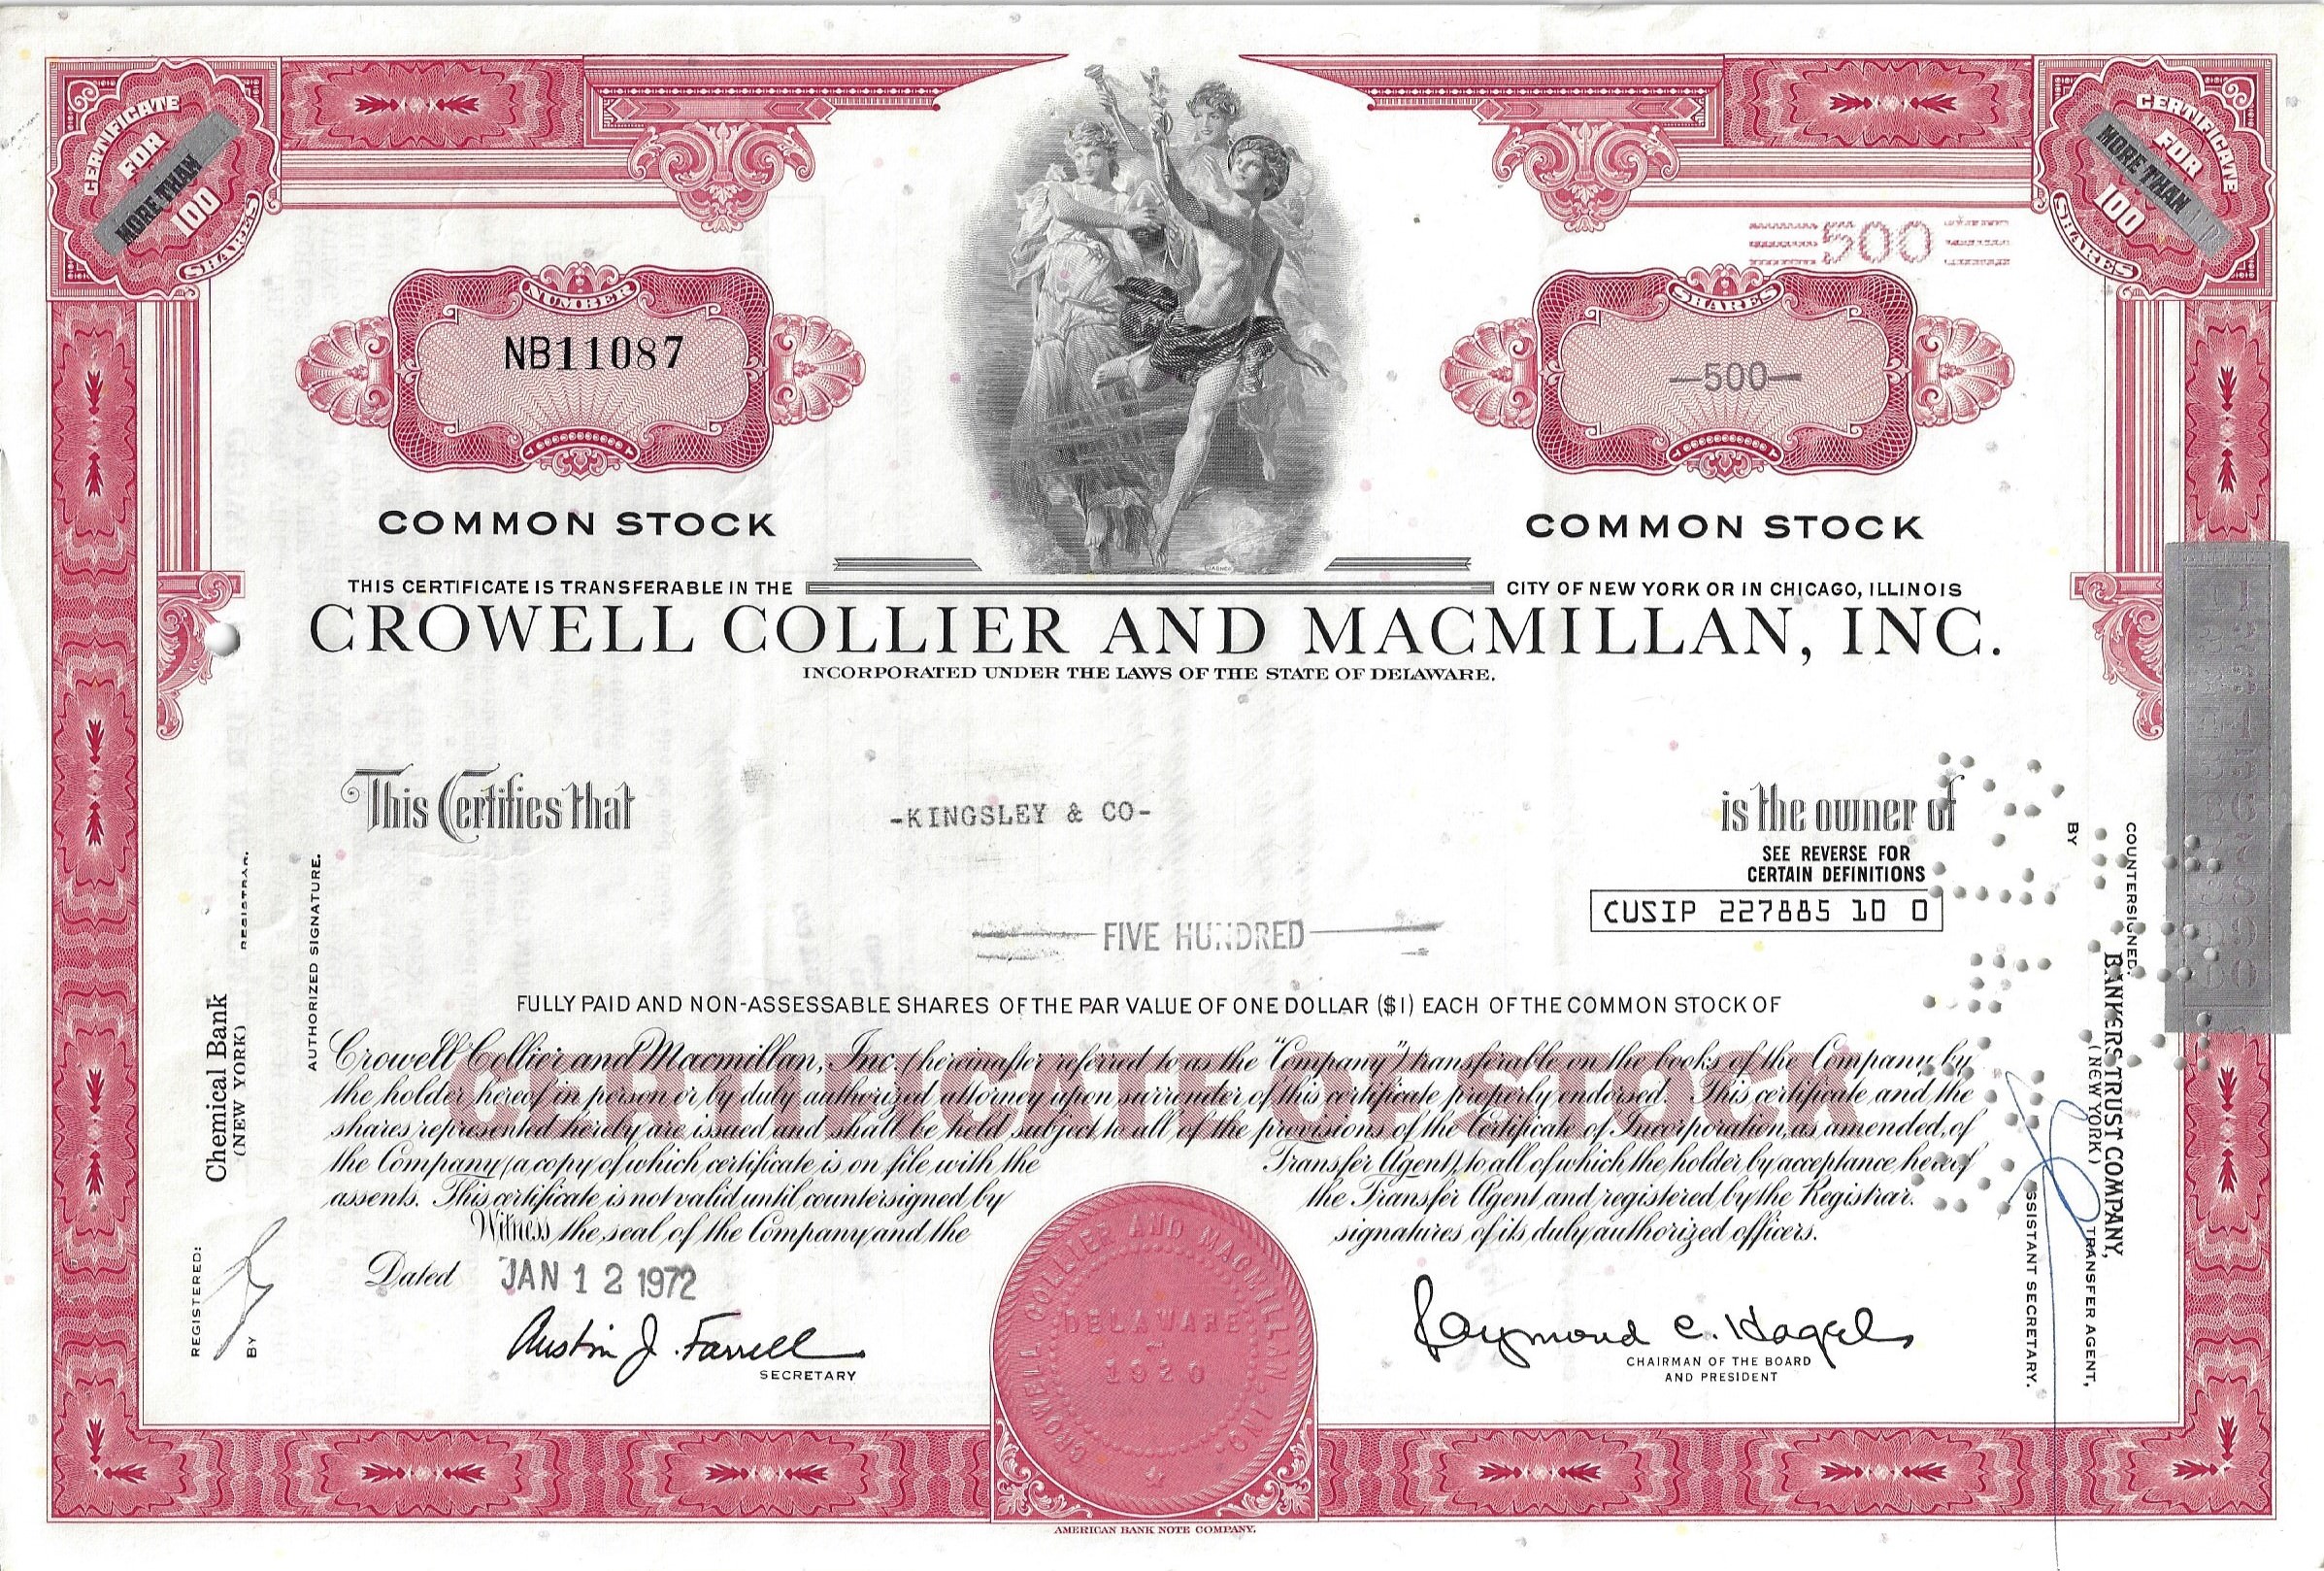 CERTIFICATE
FOR
MORE THAN
100
SHARES
CERTIFICATE
FOR
MORE THAN
100
SHARES
500
NUMBER
NB11087
SHARES
—500—
COMMON STOCK
COMMON STOCK
THIS CERTIFICATE IS TRANSFERABLE IN THE CITY OF NEW YORK OR IN CHICAGO, ILLINOIS
CROWELL COLLIER AND MACMILLAN, INC.
INCORPORATED UNDER THE LAWS OF THE STATE OF DELAWARE.
This Certifies that -KINGSLEY & CO- is the owner of
SEE REVERSE FOR
CERTAIN DEFINITIONS
CUSIP 227885 10 0
FIVE HUNDRED
FULLY PAID AND NON-ASSESSABLE SHARES OF THE PAR VALUE OF ONE DOLLAR ($1) EACH OF THE COMMON STOCK OF
Crowell Collier and Macmillan, Inc. (hereinafter referred to as the "Company") transferable on the books of the Company by
the holder hereof in person or by duly authorized attorney upon surrender of this certificate properly endorsed. This certificate and the
shares represented hereby are issued and shall be held subject to all of the provisions of the Certificate of Incorporation, as amended, of
the Company (a copy of which certificate is on file with the Transfer Agent), to all of which the holder by acceptance hereof
assents. This certificate is not valid until countersigned by the Transfer Agent and registered by the Registrar.
Witness the seal of the Company and the signatures of its duly authorized officers.
CERTIFICATE OF STOCK
Dated JAN 12 1972
Austin J. Farrell
SECRETARY
Raymond C. Hagel
CHAIRMAN OF THE BOARD
AND PRESIDENT
CROWELL COLLIER AND MACMILLAN, INC.
DELAWARE
1920
AMERICAN BANK NOTE COMPANY.
REGISTERED:
Chemical Bank
(NEW YORK)
REGISTRAR.
BY
AUTHORIZED SIGNATURE.
COUNTERSIGNED:
BANKERS TRUST COMPANY,
(NEW YORK)
TRANSFER AGENT,
BY
ASSISTANT SECRETARY.